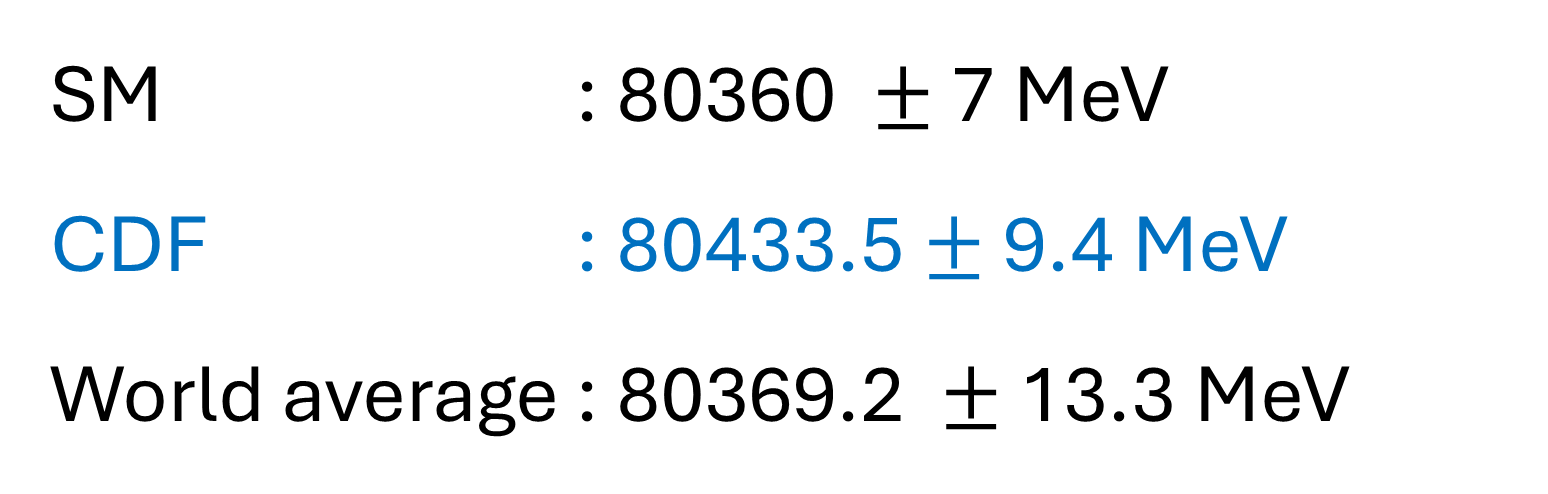 SM : 80360 ± 7 MeV
CDF : 80433.5 ± 9.4 MeV
World average : 80369.2 ± 13.3 MeV